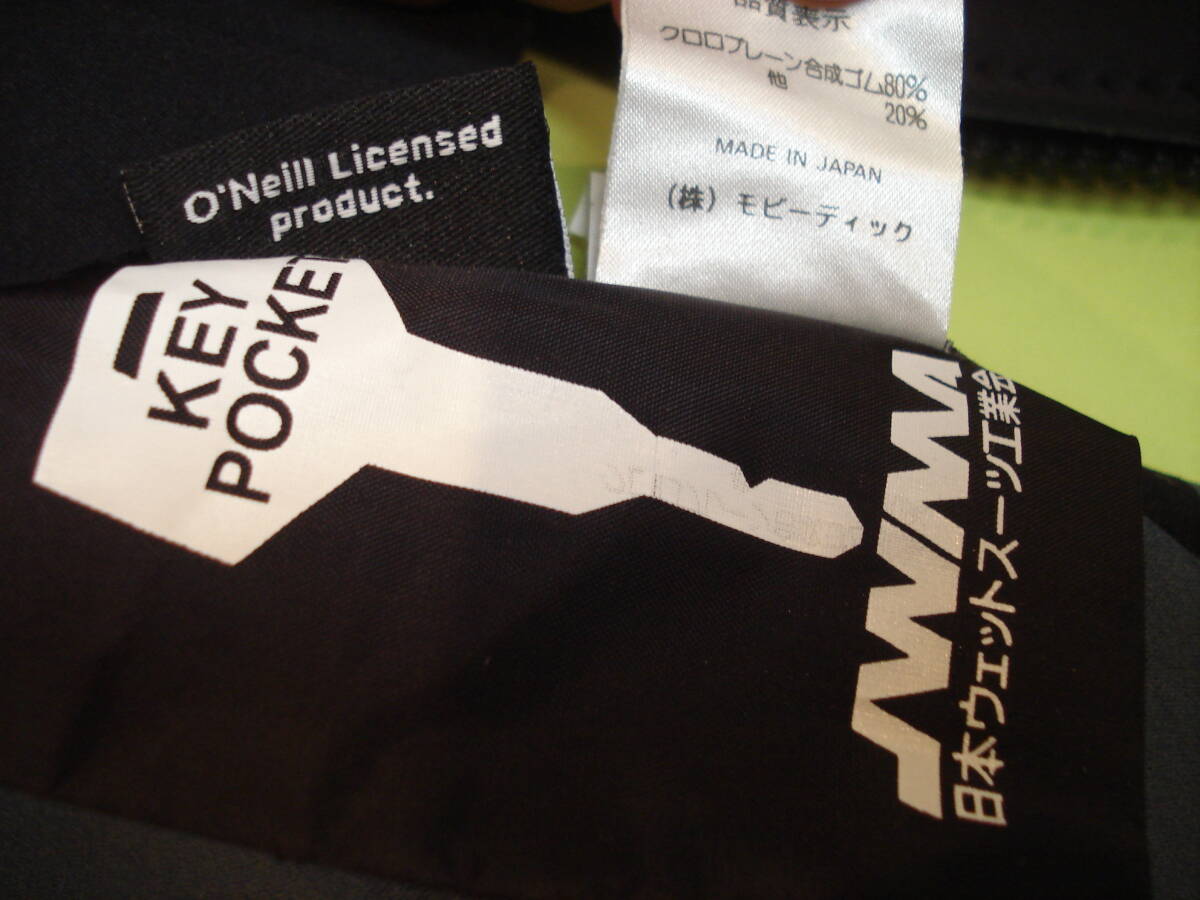 品質表示
クロロプレーン合成ゴム80%
他 20%
MADE IN JAPAN
(株) モビーディック
O'Neill Licensed
product.
KEY
POCKET
JWMA
日本ウェットスーツ工業会